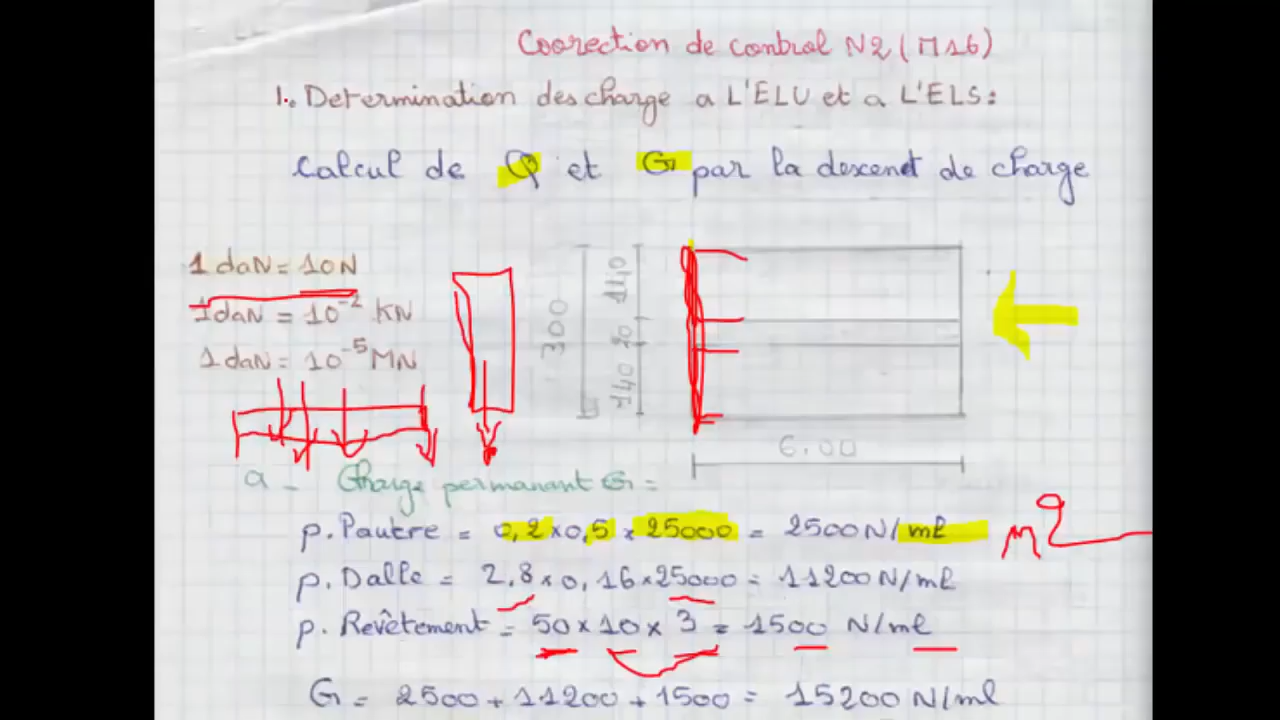 Coorection de combral N2 (M16)
1. Determination des charge a L'ELU et a L'ELS:
Calcul de Q et G par la descent de charge
1 daN = 10N
1 daN = 10⁻² KN
1 daN = 10⁻⁵ MN
300
140
20
140
6.00
a - Charge permanant G =
p. Poutre = 0,2 x 0,5 x 25000 = 2500 N/ml
p. Dalle = 2,8 x 0,16 x 25000 = 11200 N/ml
p. Revêtement = 50 x 10 x 3 = 1500 N/ml
G = 2500 + 11200 + 1500 = 15200 N/ml